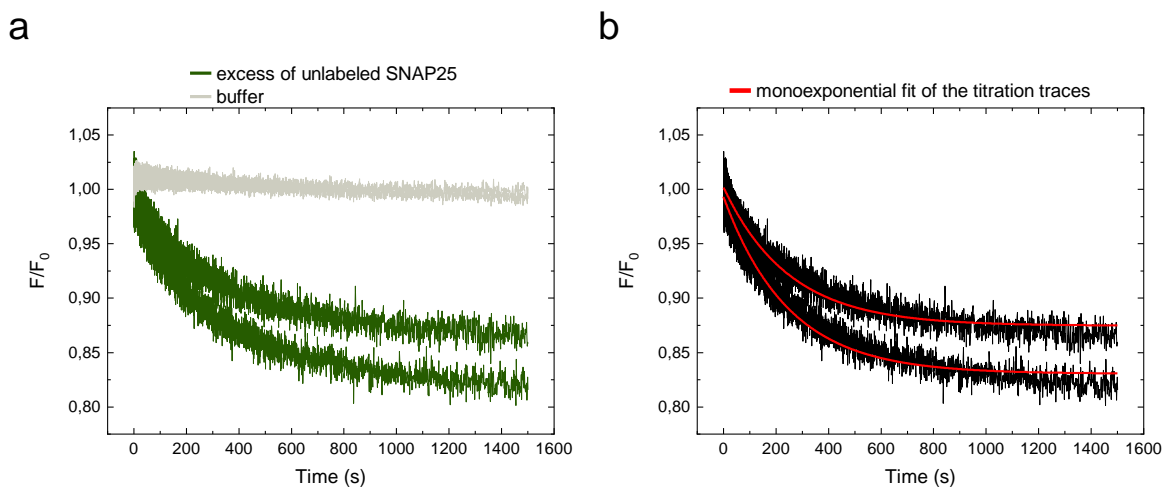 a
excess of unlabeled SNAP25
buffer
1,05
1,00
0,95
0,90
0,85
0,80
F/F0
0 200 400 600 800 1000 1200 1400 1600
Time (s)
b
monoexponential fit of the titration traces
1,05
1,00
0,95
0,90
0,85
0,80
F/F0
0 200 400 600 800 1000 1200 1400 1600
Time (s)